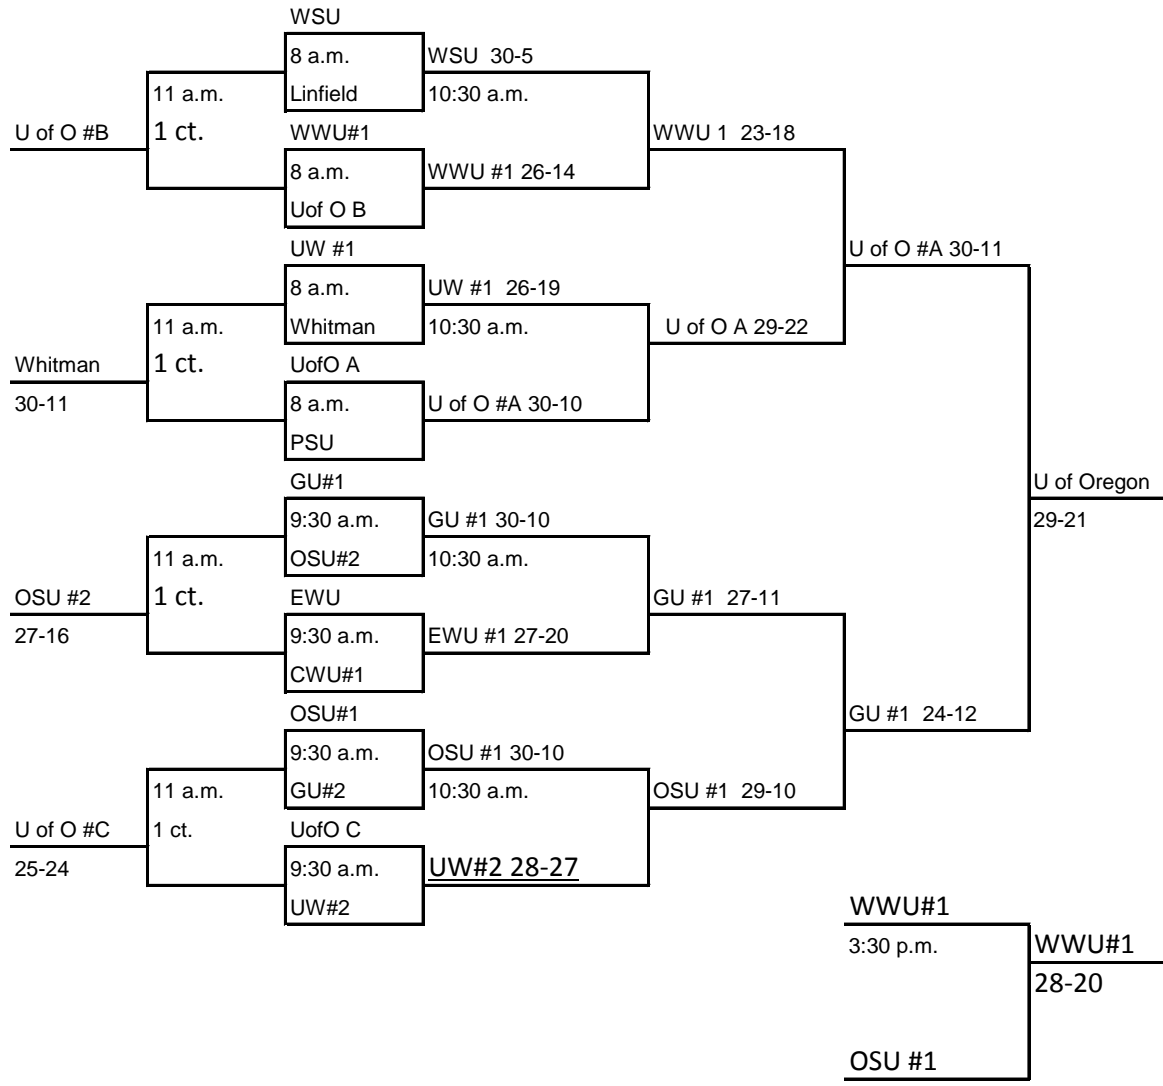 WSU
8 a.m.
WSU  30-5
11 a.m.
Linfield
10:30 a.m.
U of O #B
1 ct.
WWU#1
WWU 1  23-18
8 a.m.
WWU #1 26-14
Uof O B
UW #1
U of O #A 30-11
8 a.m.
UW #1  26-19
11 a.m.
Whitman
10:30 a.m.
U of O A 29-22
Whitman
1 ct.
UofO A
30-11
8 a.m.
U of O #A 30-10
PSU
GU#1
U of Oregon
9:30 a.m.
GU #1 30-10
29-21
11 a.m.
OSU#2
10:30 a.m.
OSU #2
1 ct.
EWU
GU #1  27-11
27-16
9:30 a.m.
EWU #1 27-20
CWU#1
OSU#1
GU #1  24-12
9:30 a.m.
OSU #1 30-10
11 a.m.
GU#2
10:30 a.m.
OSU #1  29-10
U of O #C
1 ct.
UofO C
25-24
9:30 a.m.
UW#2 28-27
UW#2
WWU#1
3:30 p.m.
WWU#1
28-20
OSU #1